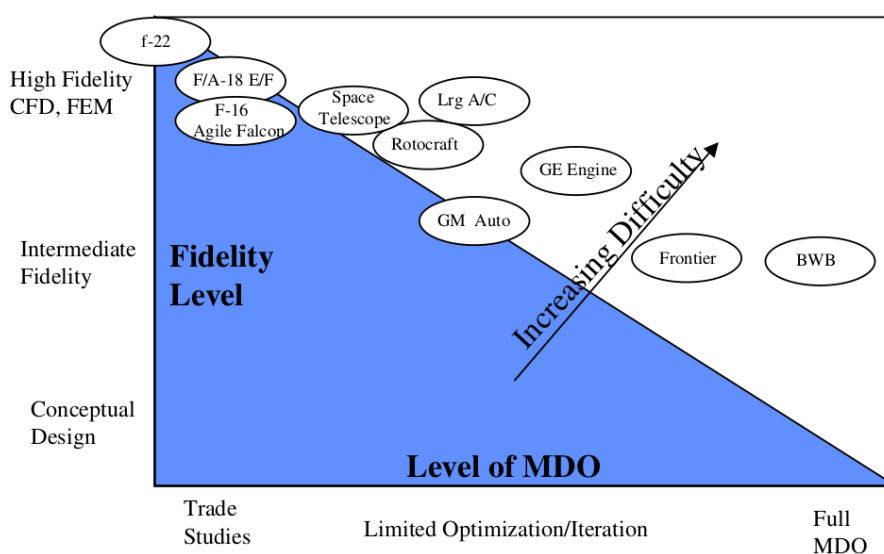 f-22
High Fidelity
CFD, FEM
F/A-18 E/F
F-16
Agile Falcon
Space
Telescope
Lrg A/C
Rotocraft
GE Engine
GM Auto
Increasing Difficulty
Intermediate
Fidelity
Fidelity
Level
Frontier
BWB
Conceptual
Design
Level of MDO
Trade
Studies
Limited Optimization/Iteration
Full
MDO